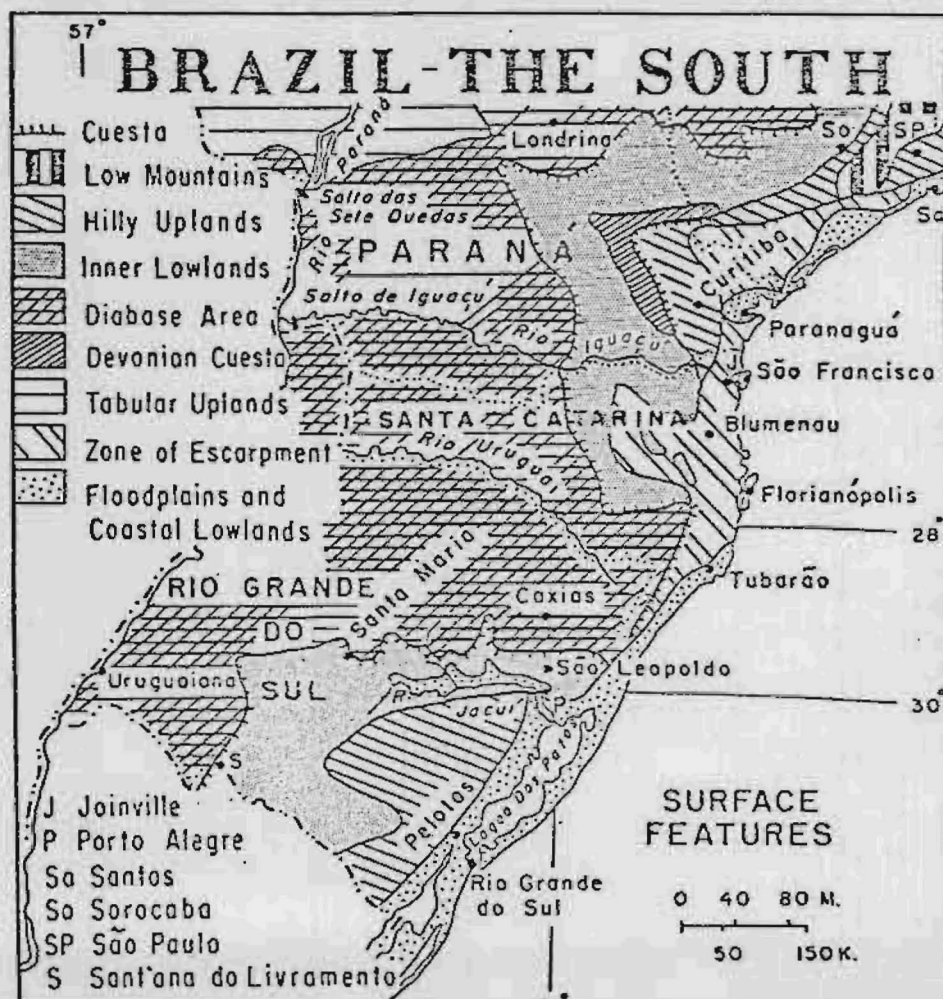 57°
BRAZIL-THE SOUTH
Cuesta
Low Mountains
Hilly Uplands
Inner Lowlands
Diabase Area
Devonian Cuesta
Tabular Uplands
Zone of Escarpment
Floodplains and
Coastal Lowlands
Paraná
Londrina
So
SP
Sa
Salto das
Sete Quedas
Rio
PARANÁ
Curitiba
Salto de Iguaçu
Rio
Iguaçú
Paranaguá
J
São Francisco
SANTA CATARINA
Blumenau
Rio Uruguai
Florianópolis
28°
Tubarão
RIO GRANDE
DO
SUL
Santa Maria
Caxias
São Leopoldo
Uruguaiana
R.
Jacuí
P
30°
S
Pelotas
Lagoa Dos Patos
Rio Grande
do Sul
J Joinville
P Porto Alegre
Sa Santos
So Sorocaba
SP São Paulo
S Sant'ana do Livramento
SURFACE
FEATURES
0 40 80 M.
50 150 K.